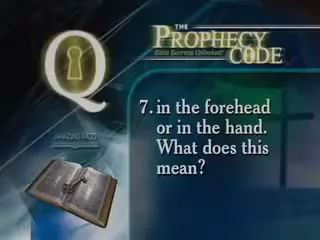 THE
PROPHECY
Bible Secrets Unlocked!
CODE
Q
AMAZING FACTS
7. in the forehead
or in the hand.
What does this
mean?